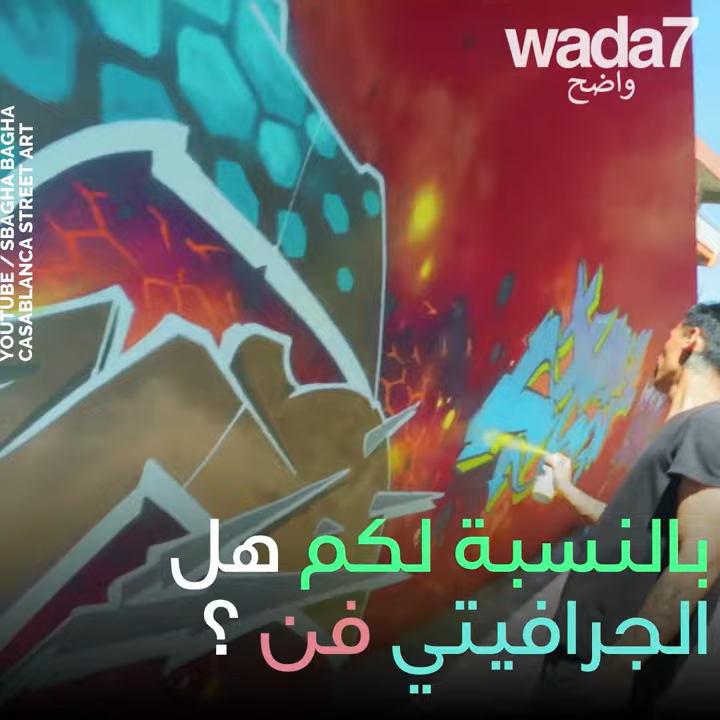 wada7
واضح
YOUTUBE / SBAGHA BAGHA
CASABLANCA STREET ART
بالنسبة لكم هل
الجرافيتي فن ؟